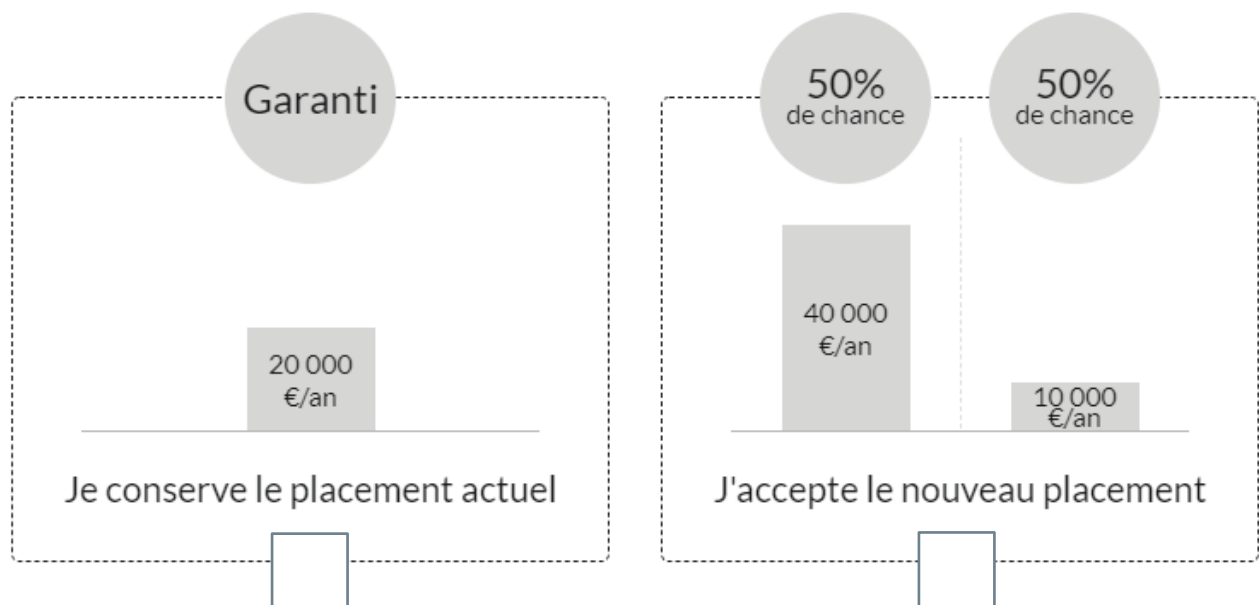 Garanti
20 000
€/an
Je conserve le placement actuel
50%
de chance
50%
de chance
40 000
€/an
10 000
€/an
J'accepte le nouveau placement